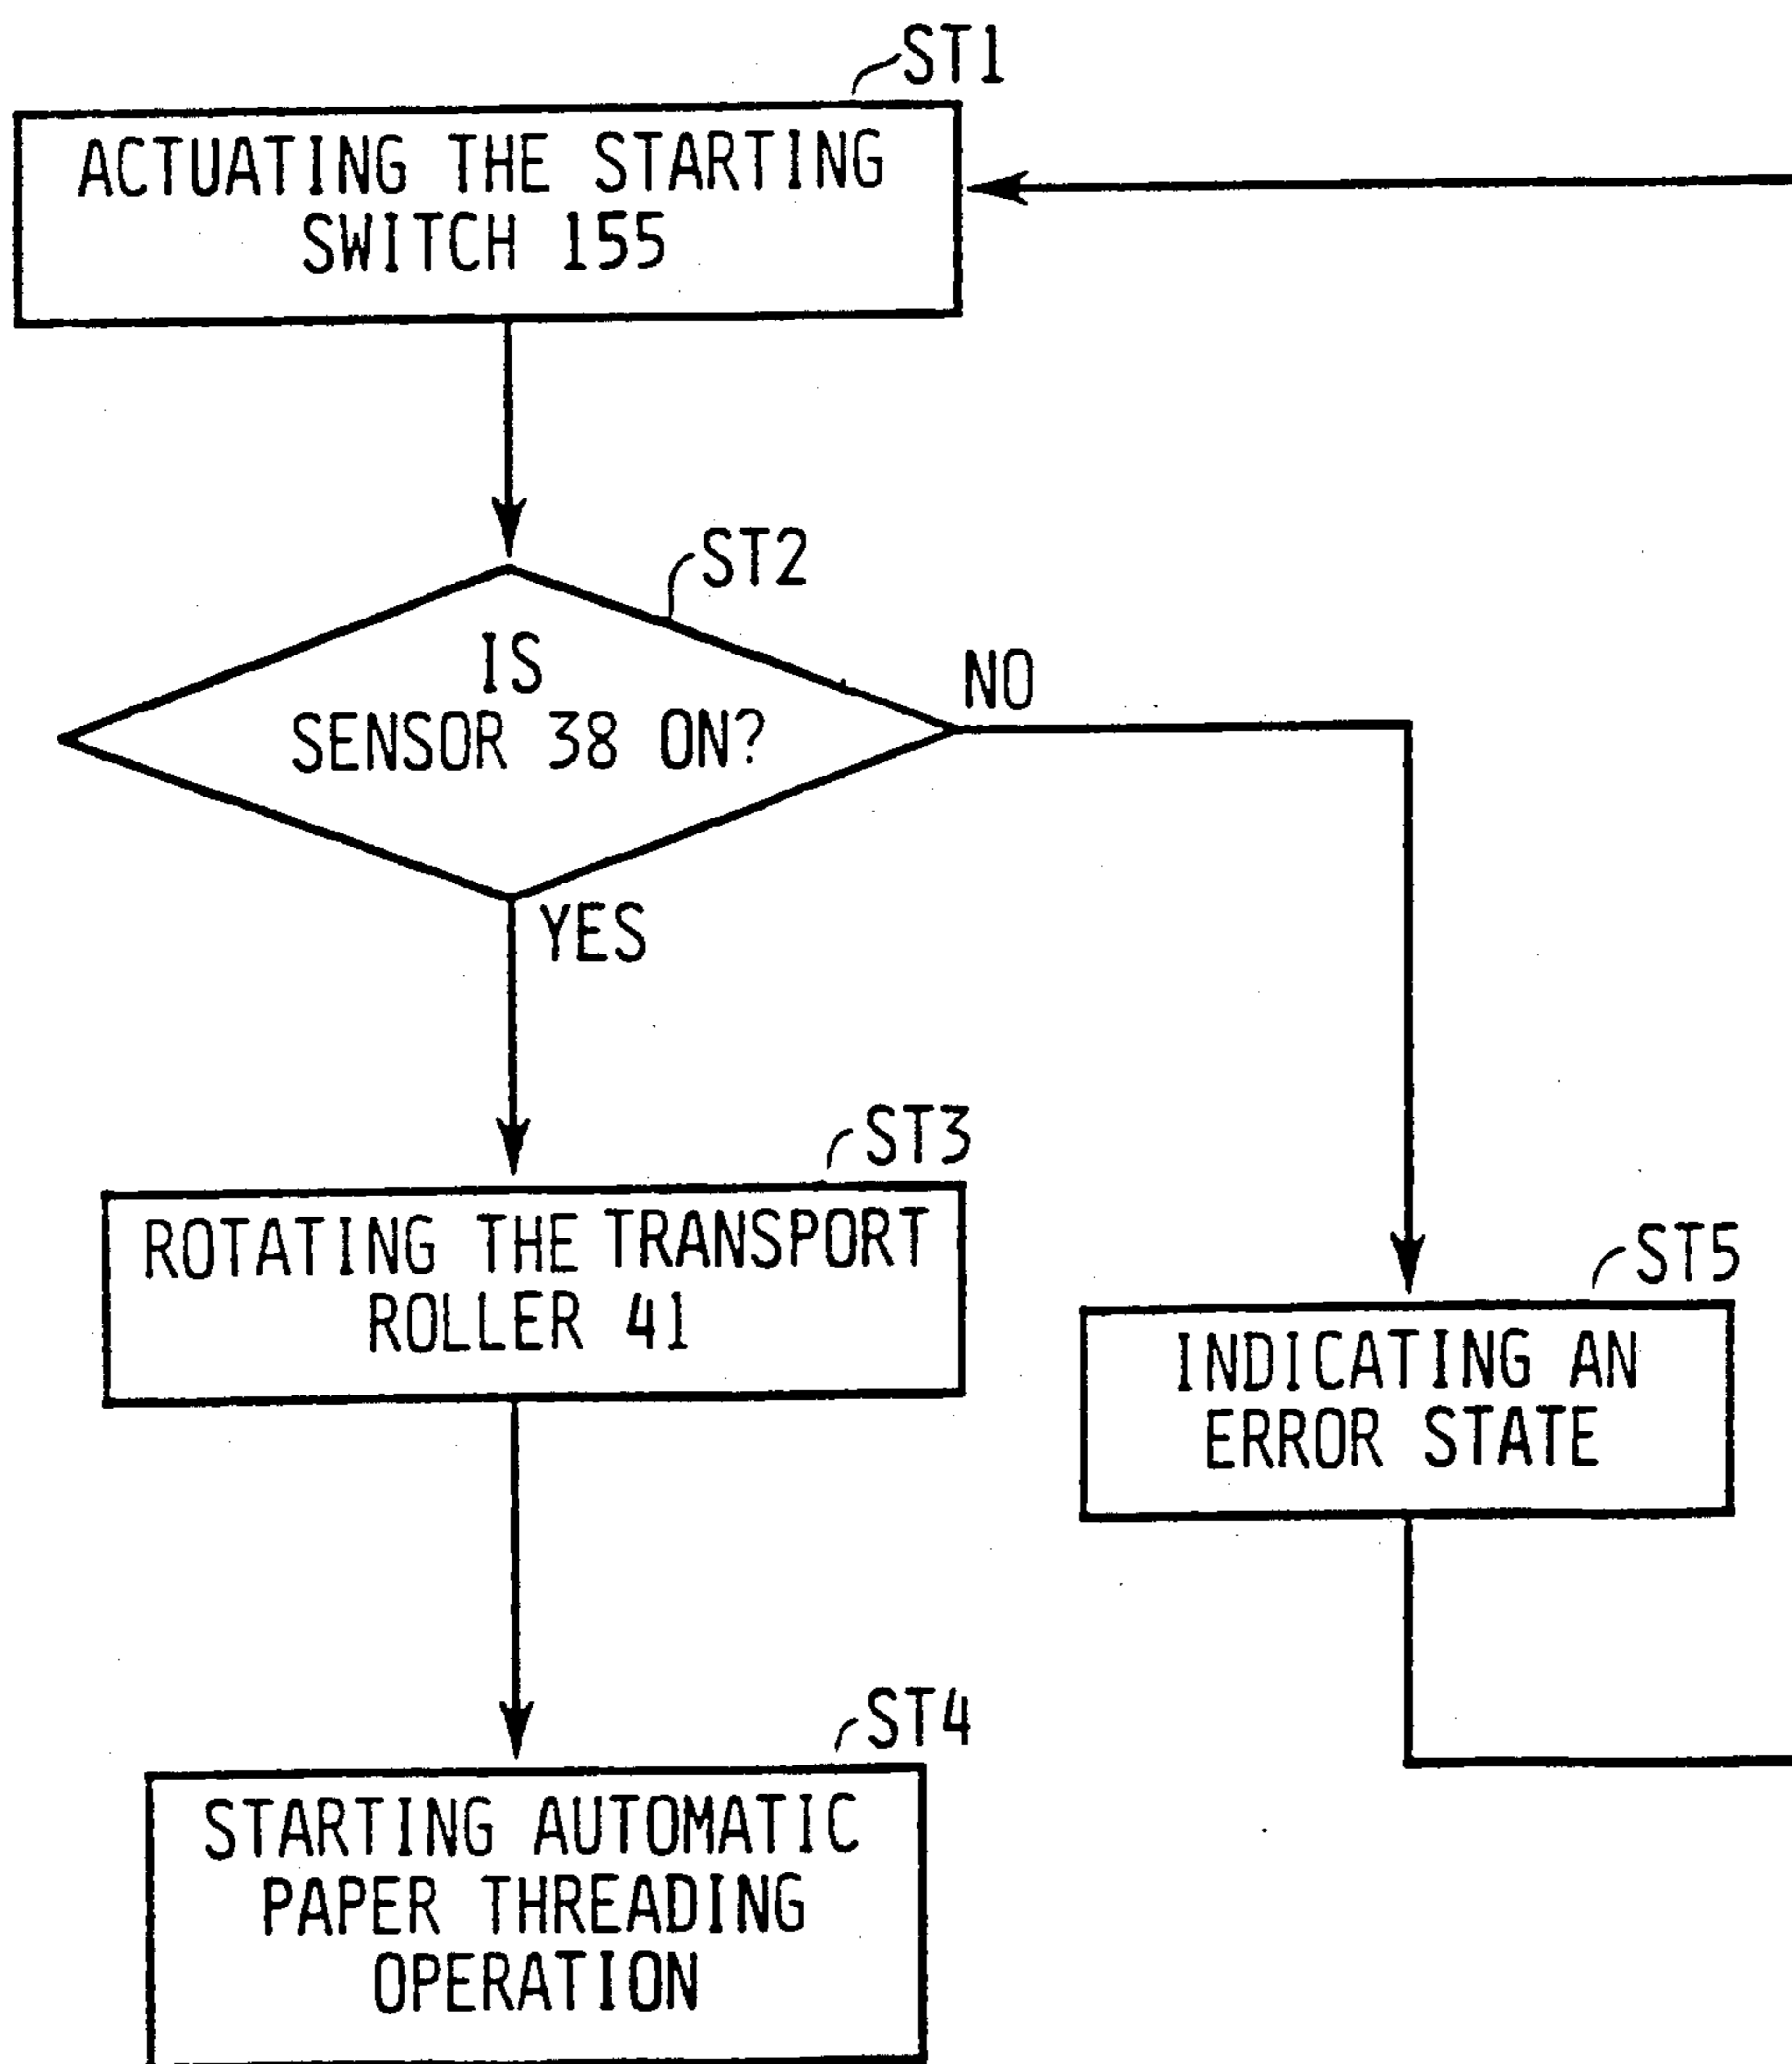 ST1
ACTUATING THE STARTING
SWITCH 155
ST2
IS
SENSOR 38 ON?
NO
YES
ST3
ROTATING THE TRANSPORT
ROLLER 41
ST5
INDICATING AN
ERROR STATE
ST4
STARTING AUTOMATIC
PAPER THREADING
OPERATION